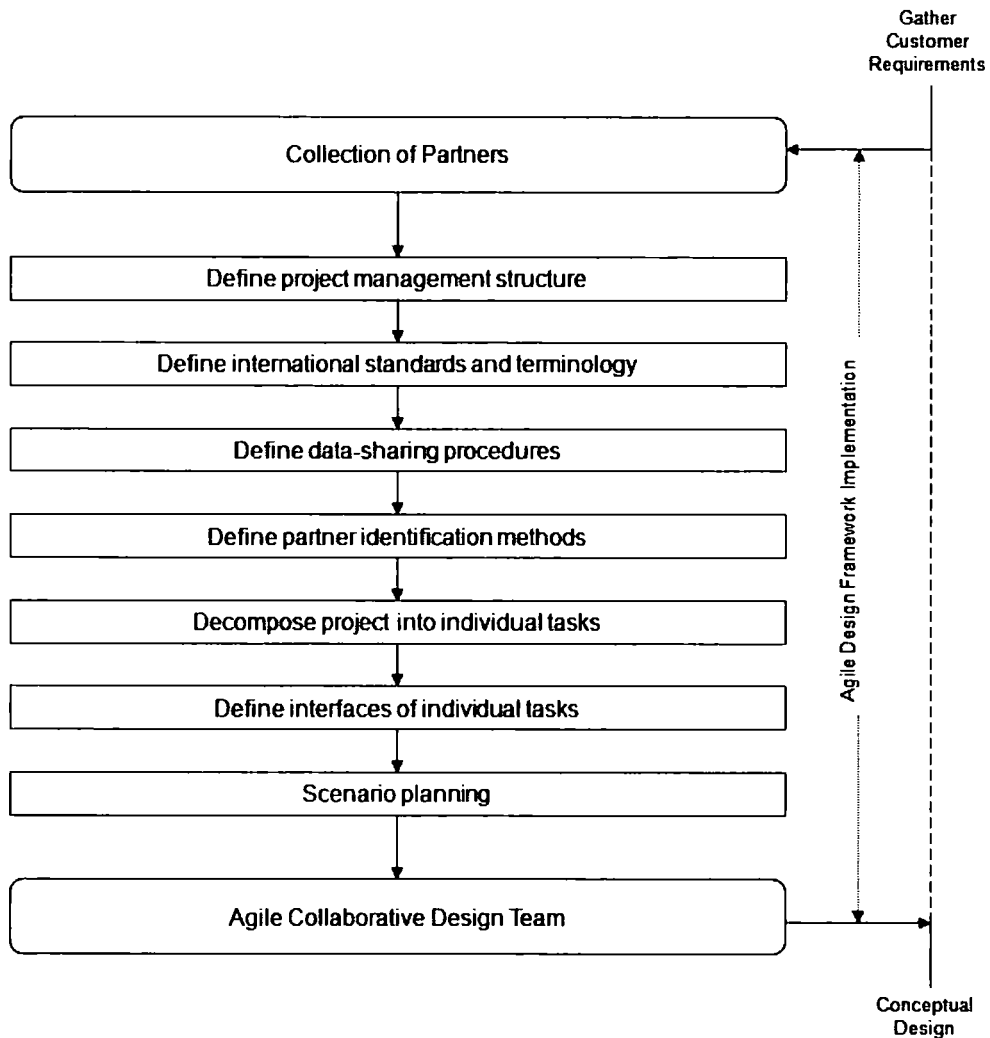 Gather
Customer
Requirements
Collection of Partners
Define project management structure
Define international standards and terminology
Define data-sharing procedures
Define partner identification methods
Decompose project into individual tasks
Define interfaces of individual tasks
Scenario planning
Agile Collaborative Design Team
Agile Design Framework Implementation
Conceptual
Design